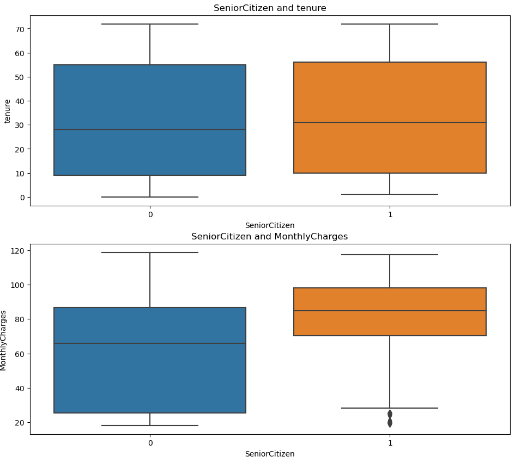 SeniorCitizen and tenure
70
60
50
40
30
20
10
0
tenure
0 1
SeniorCitizen
SeniorCitizen and MonthlyCharges
120
100
80
60
40
20
MonthlyCharges
0 1
SeniorCitizen